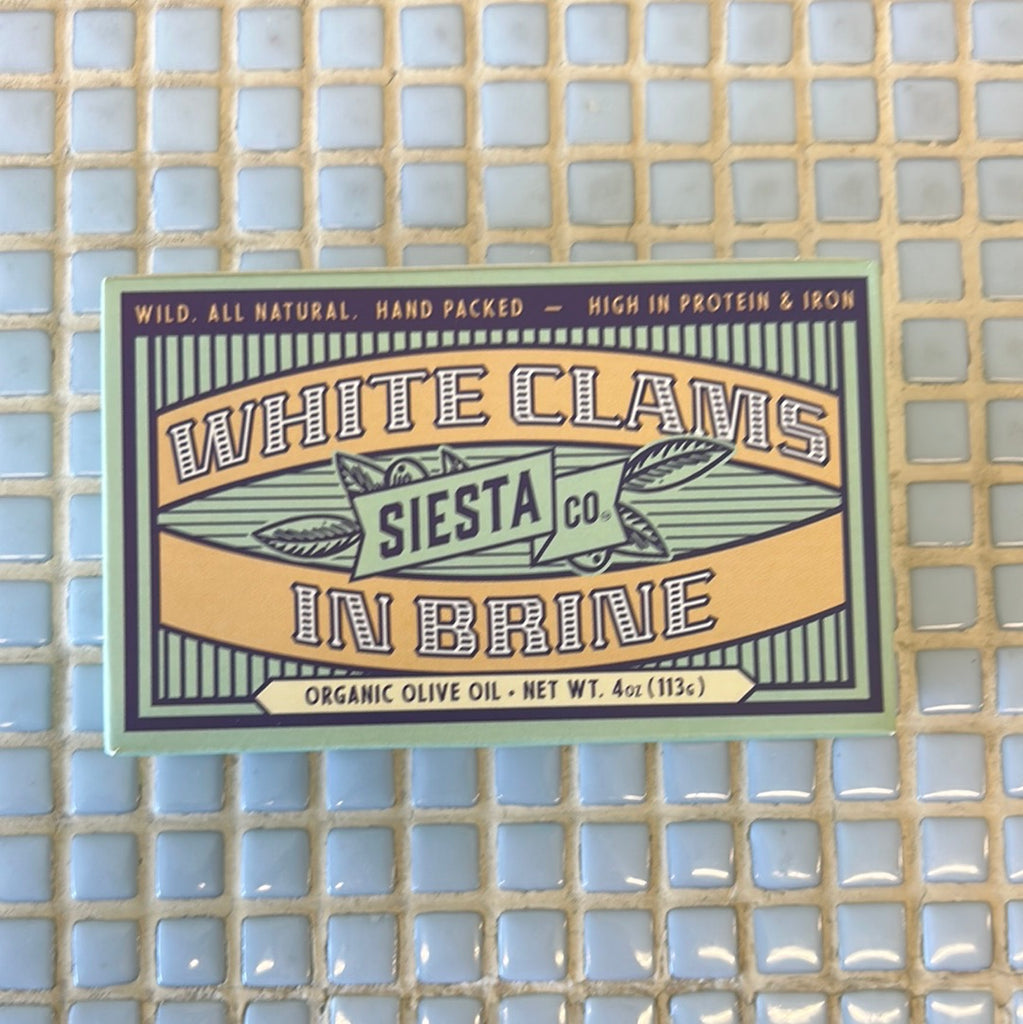 WILD. ALL NATURAL. HAND PACKED — HIGH IN PROTEIN & IRON
WHITE CLAMS
SIESTA CO.
IN BRINE
ORGANIC OLIVE OIL • NET WT. 4OZ (113G)